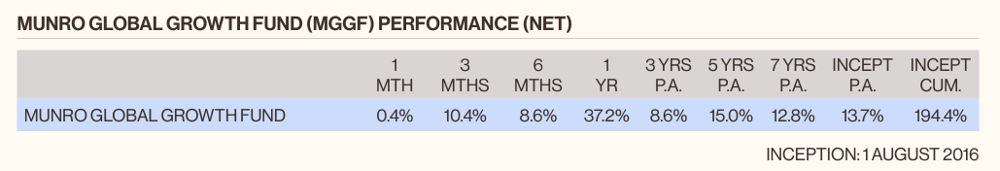 MUNRO GLOBAL GROWTH FUND (MGGF) PERFORMANCE (NET)
1 MTH 3 MTHS 6 MTHS 1 YR 3 YRS P.A. 5 YRS P.A. 7 YRS P.A. INCEPT P.A. INCEPT CUM.
MUNRO GLOBAL GROWTH FUND 0.4% 10.4% 8.6% 37.2% 8.6% 15.0% 12.8% 13.7% 194.4%
INCEPTION: 1 AUGUST 2016